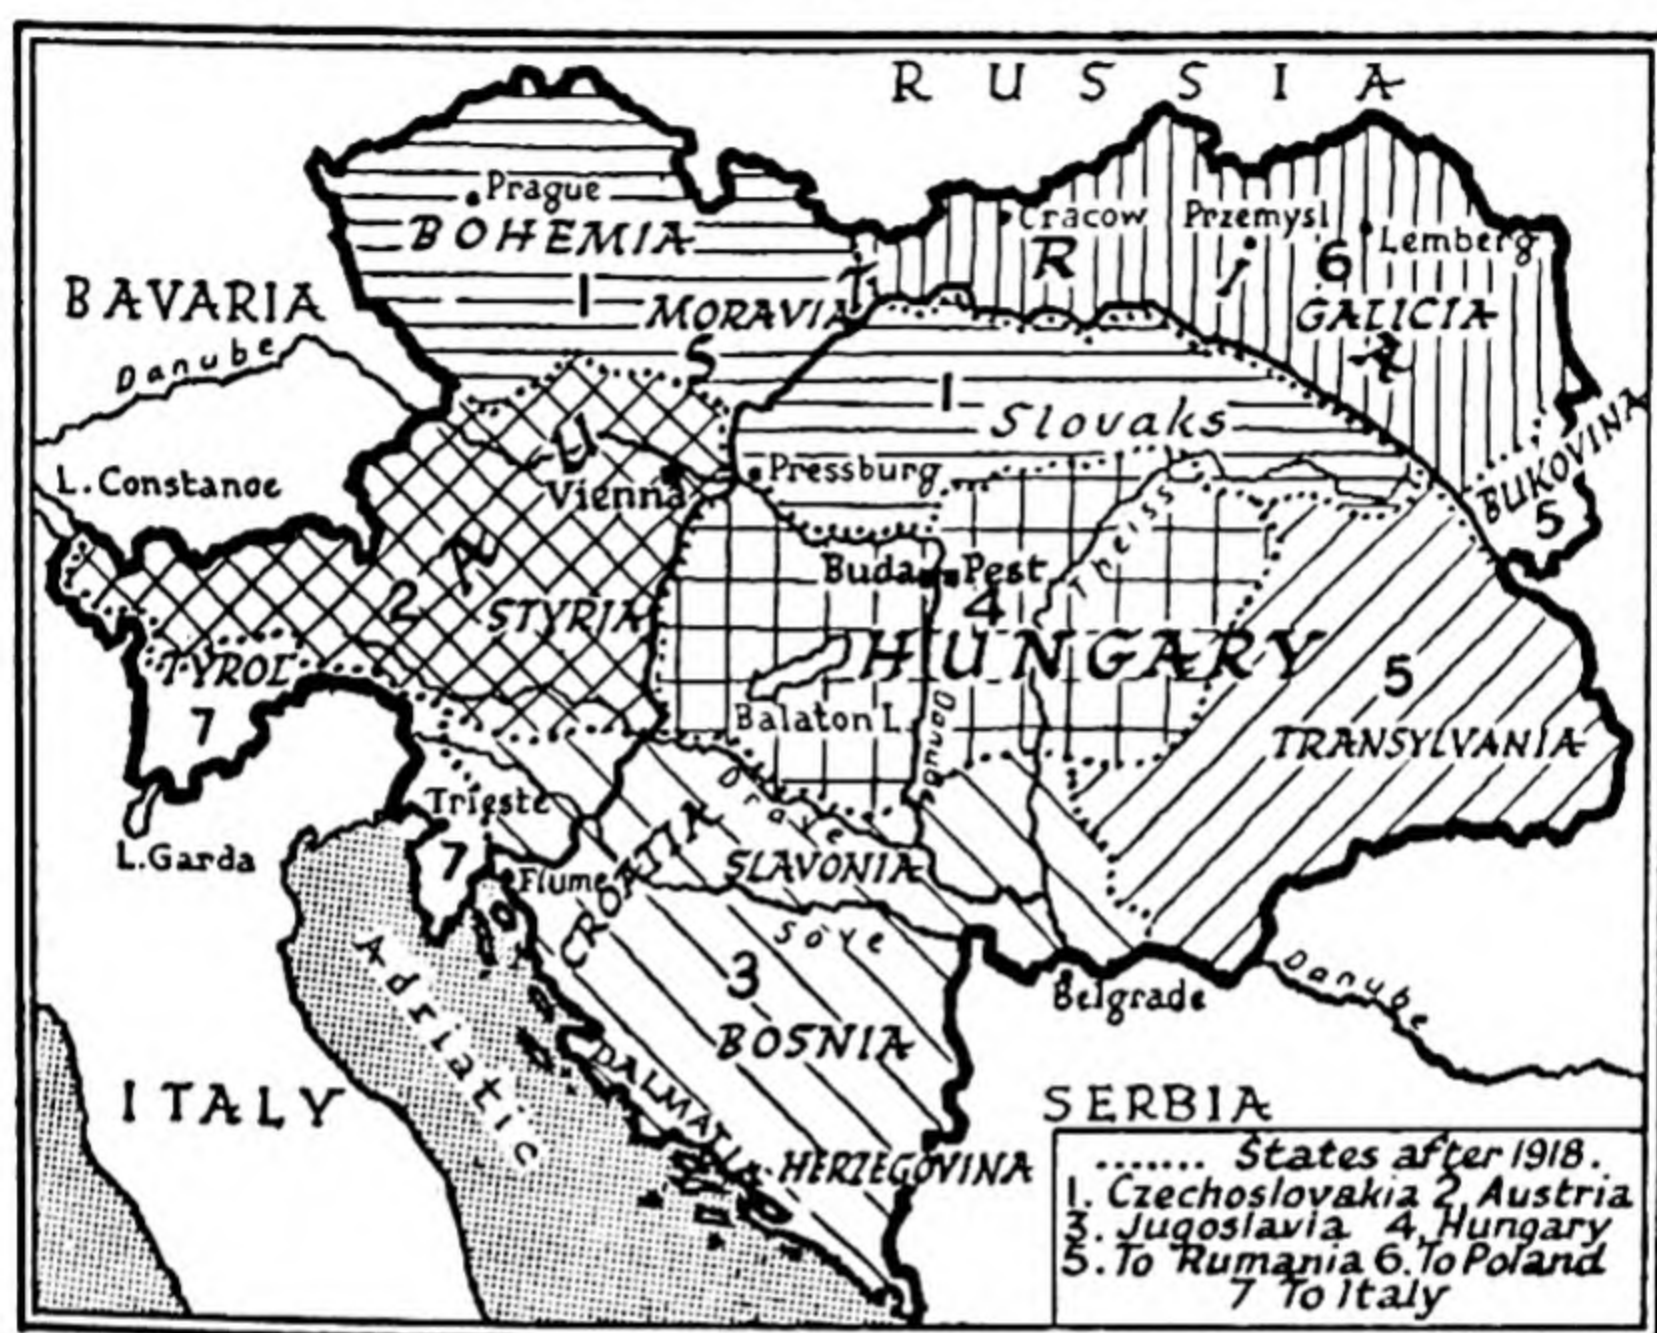 RUSSIA
Prague
BOHEMIA
Cracow
Przemysl
6
Lemberg
BAVARIA
1
MORAVIA
GALICIA
Danube
AUSTRIA
1
Slovaks
BUKOVINA
5
L. Constance
Vienna
Pressburg
Theiss
Buda
Pest
2
STYRIA
4
HUNGARY
TYROL
7
5
Balaton L.
Danube
TRANSYLVANIA
Drave
Trieste
L. Garda
7
Fiume
CROATIA
SLAVONIA
Save
Adriatic
3
BOSNIA
Belgrade
Danube
DALMATIA
ITALY
SERBIA
HERZEGOVINA
....... States after 1918.
1. Czechoslovakia 2, Austria
3. Jugoslavia 4, Hungary
5. To Rumania 6. To Poland
7 To Italy